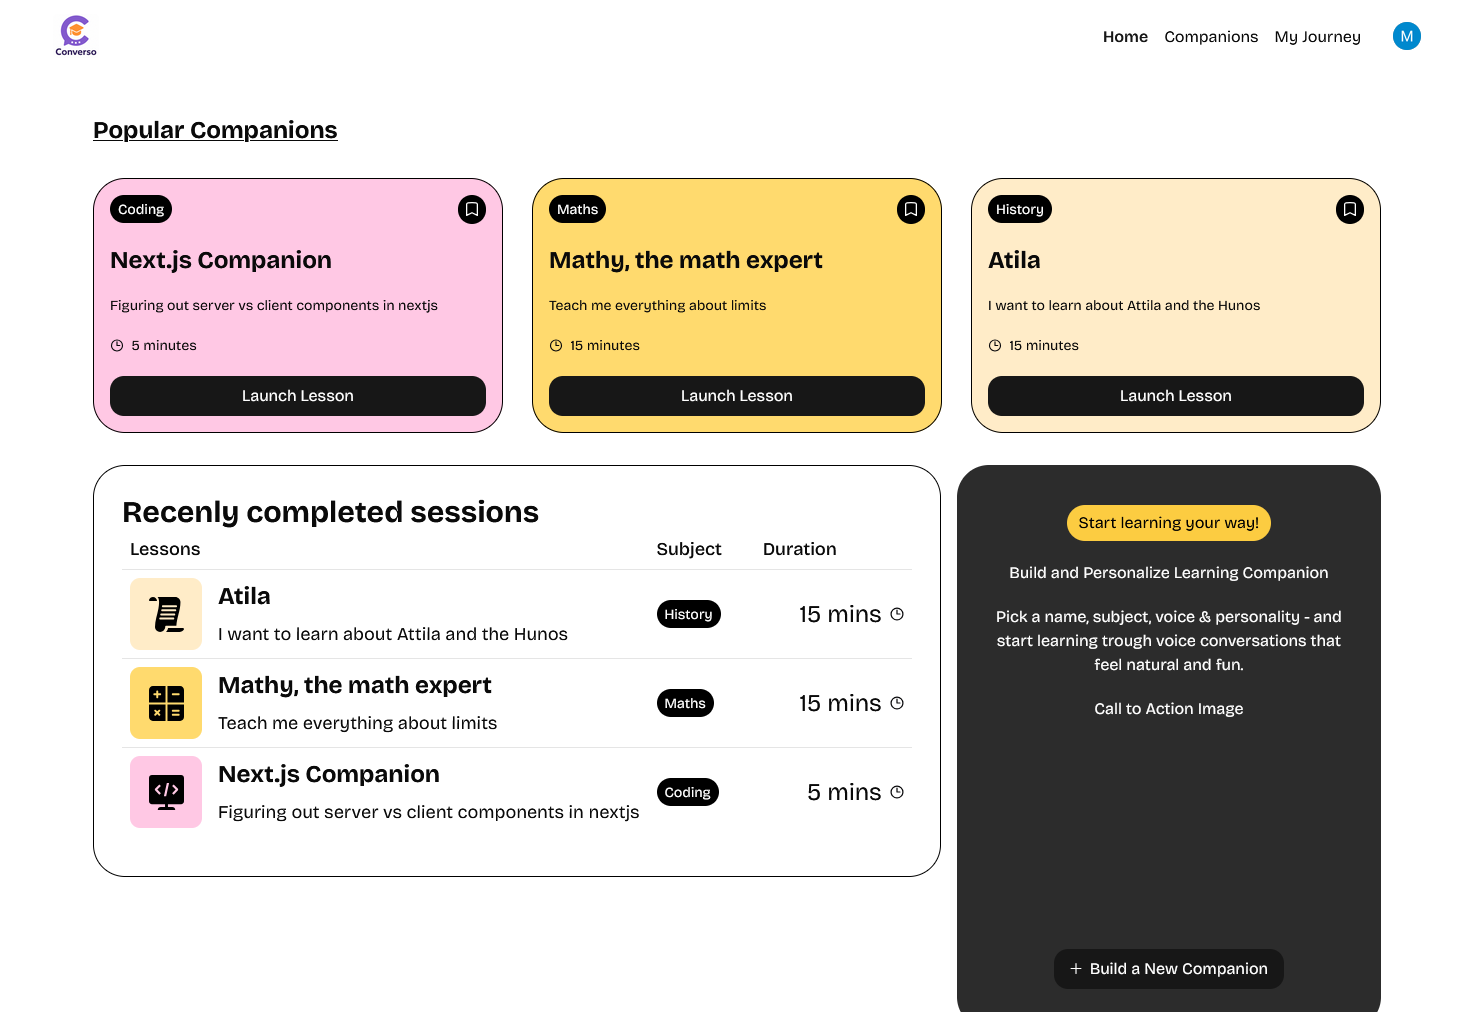 Converso
Home Companions My Journey M
Popular Companions
Coding
Next.js Companion
Figuring out server vs client components in nextjs
5 minutes
Launch Lesson
Maths
Mathy, the math expert
Teach me everything about limits
15 minutes
Launch Lesson
History
Atila
I want to learn about Attila and the Hunos
15 minutes
Launch Lesson
Recenly completed sessions
Lessons Subject Duration
Atila
I want to learn about Attila and the Hunos
History
15 mins
Mathy, the math expert
Teach me everything about limits
Maths
15 mins
Next.js Companion
Figuring out server vs client components in nextjs
Coding
5 mins
Start learning your way!
Build and Personalize Learning Companion
Pick a name, subject, voice & personality - and
start learning trough voice conversations that
feel natural and fun.
Call to Action Image
+ Build a New Companion